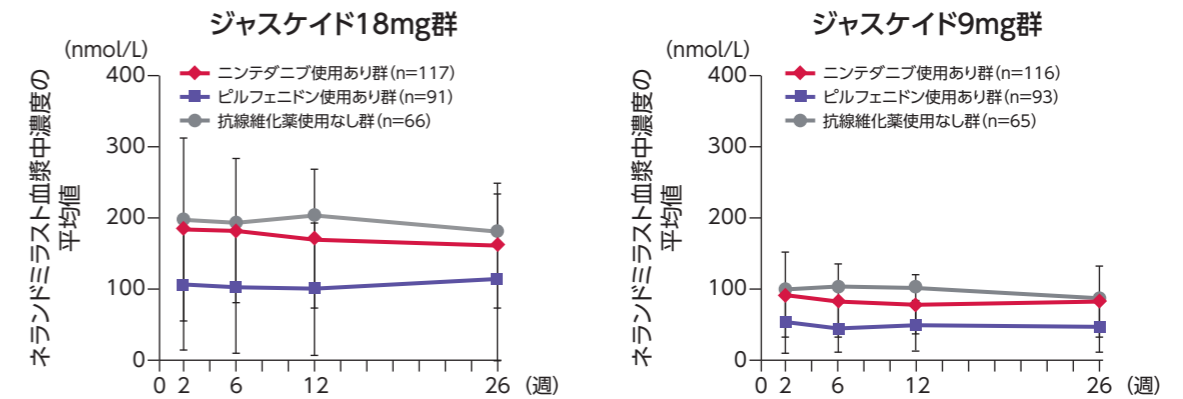 ジャスケイド18mg群
(nmol/L)
ネランドミラスト血漿中濃度の
平均値
400
300
200
100
0
ニンテダニブ使用あり群(n=117)
ピルフェニドン使用あり群(n=91)
抗線維化薬使用なし群(n=66)
0 2 6 12 26 (週)
ジャスケイド9mg群
(nmol/L)
ネランドミラスト血漿中濃度の
平均値
400
300
200
100
0
ニンテダニブ使用あり群(n=116)
ピルフェニドン使用あり群(n=93)
抗線維化薬使用なし群(n=65)
0 2 6 12 26 (週)